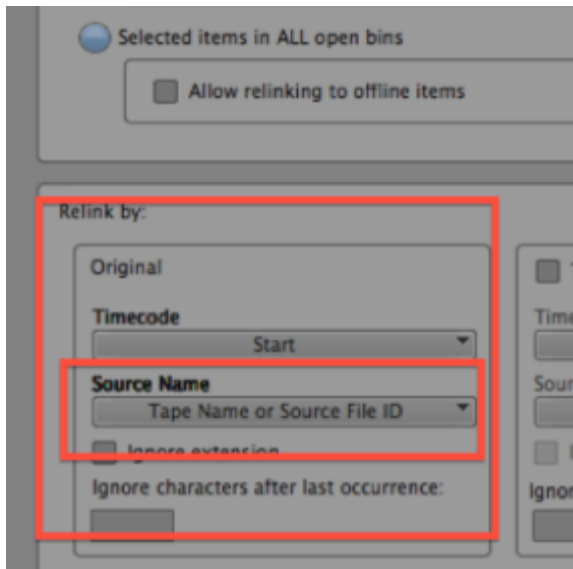 Selected items in ALL open bins
Allow relinking to offline items
Relink by:
Original
Timecode
Start
Source Name
Tape Name or Source File ID
Ignore extension
Ignore characters after last occurrence: